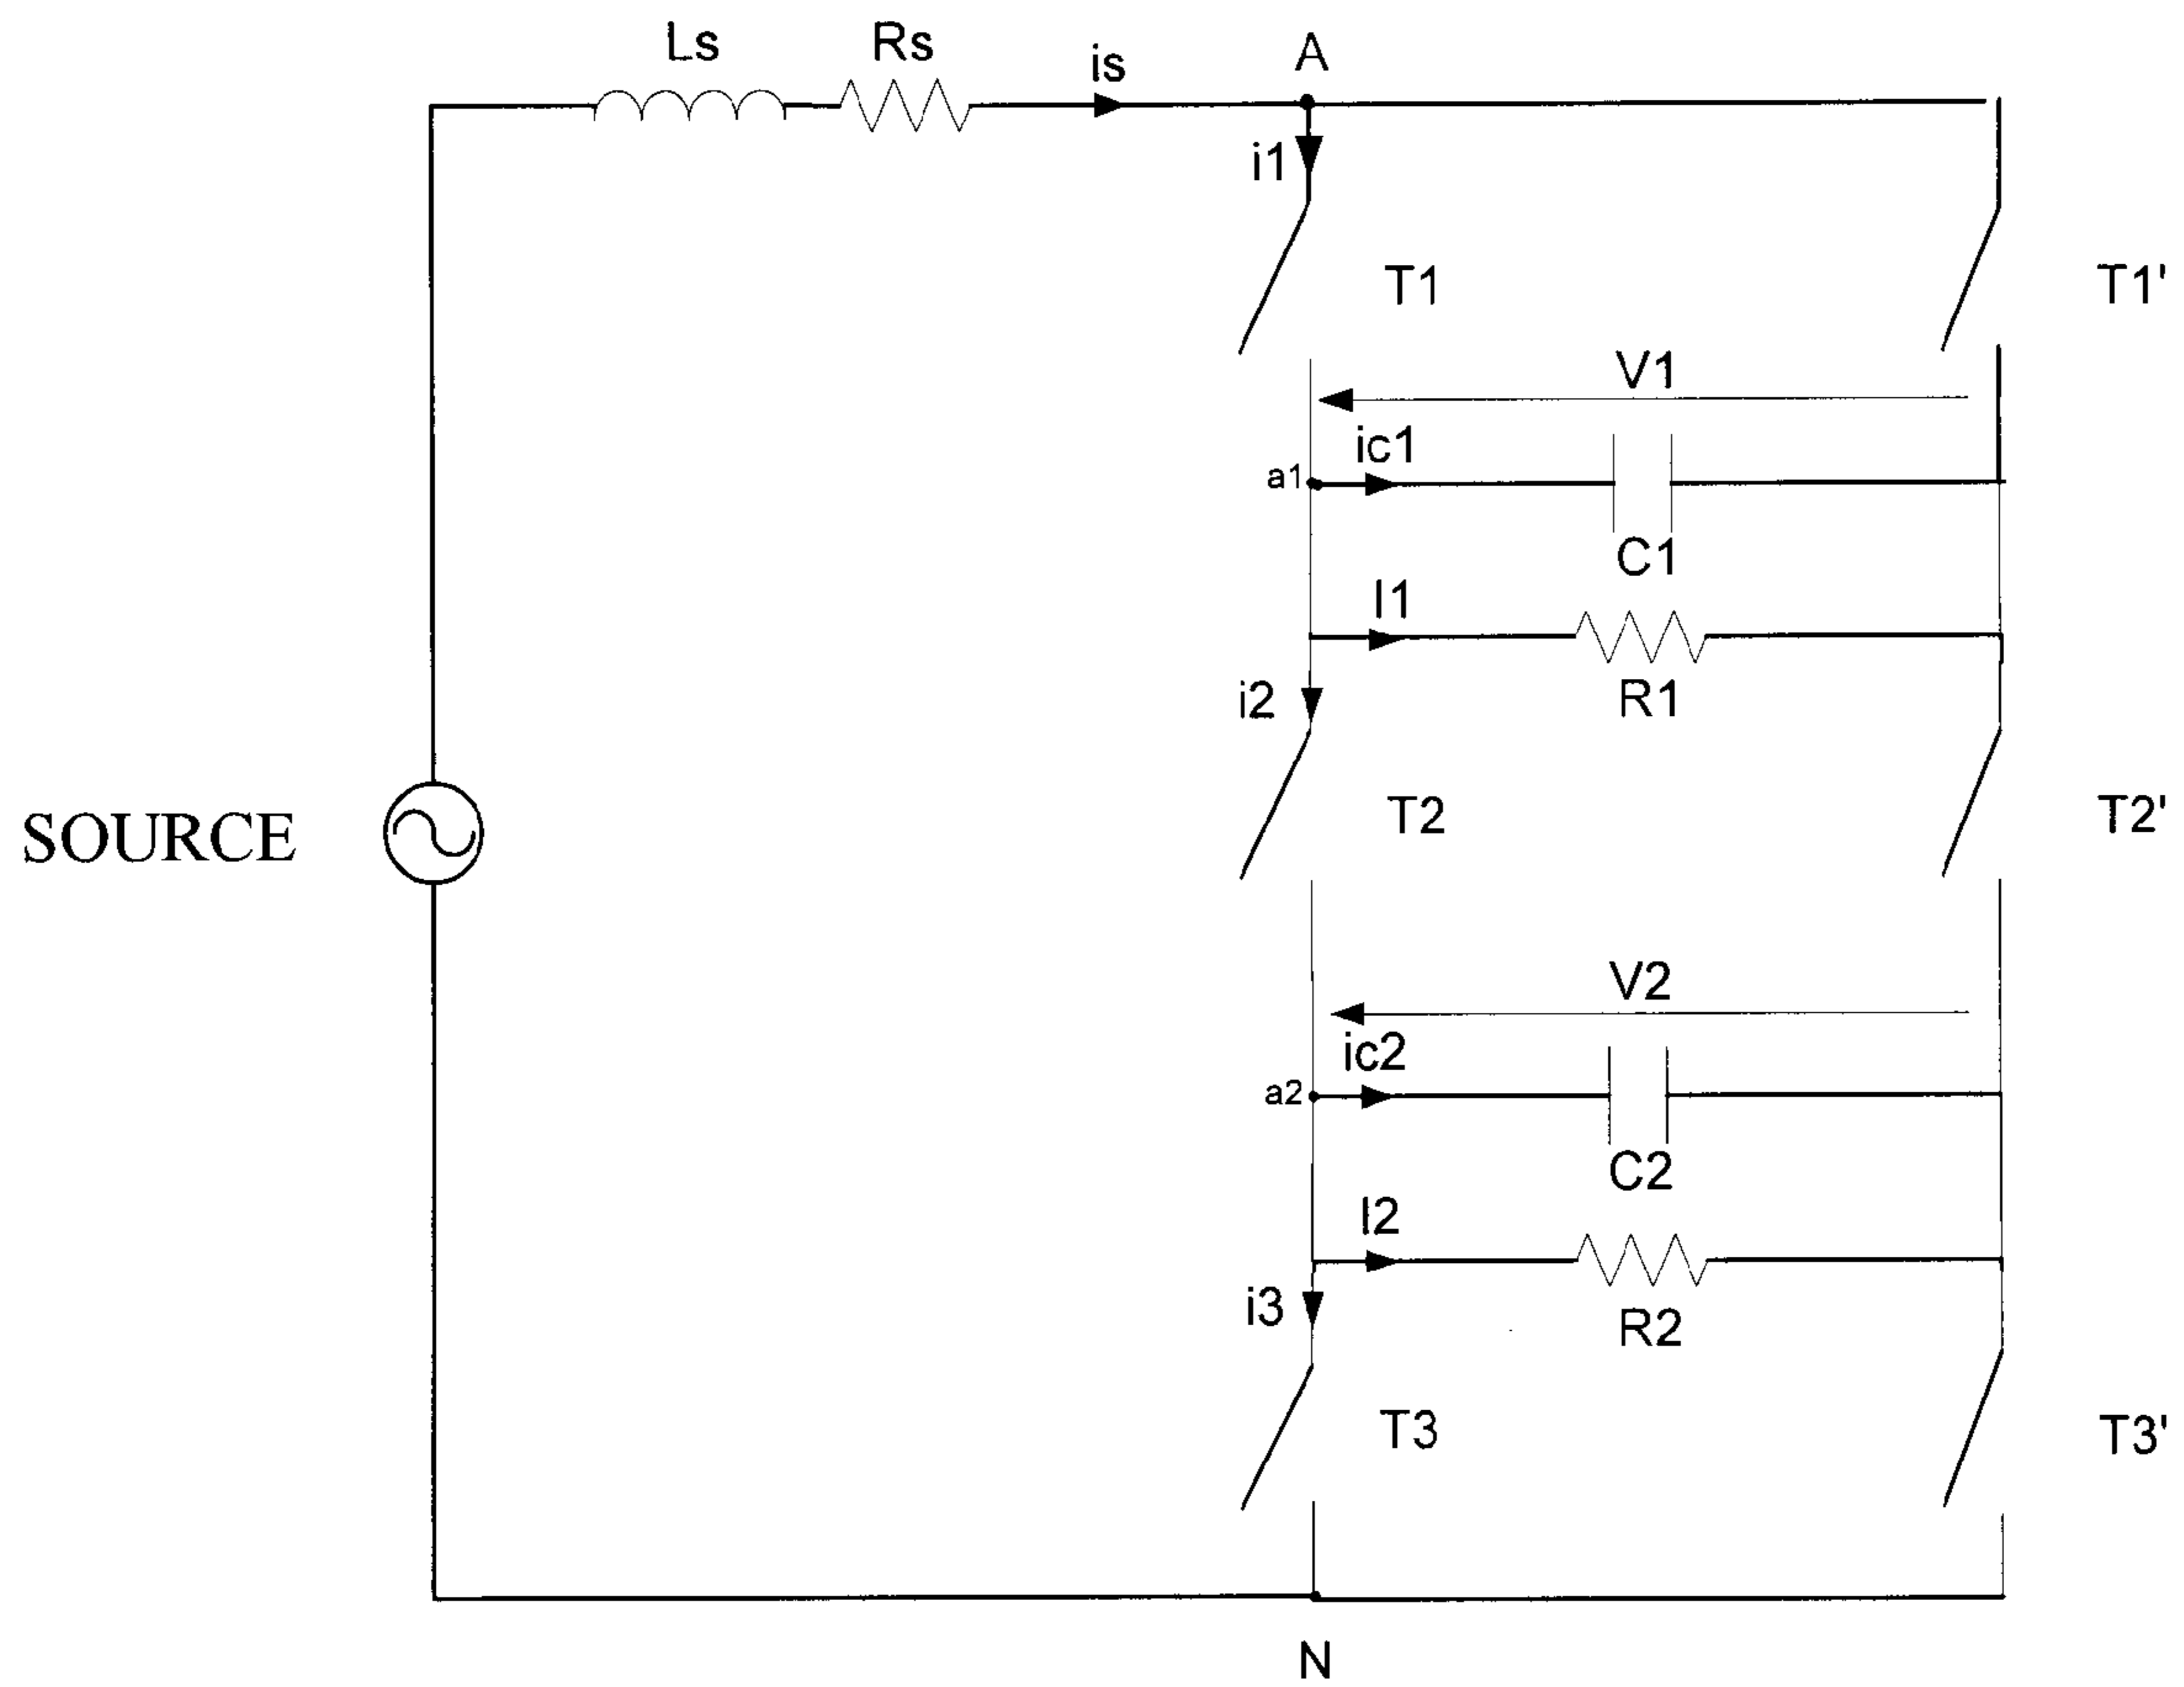 Ls
Rs
is
A
i1
T1
T1'
V1
ic1
a1
C1
I1
i2
R1
T2
T2'
SOURCE
V2
ic2
a2
C2
I2
i3
R2
T3
T3'
N